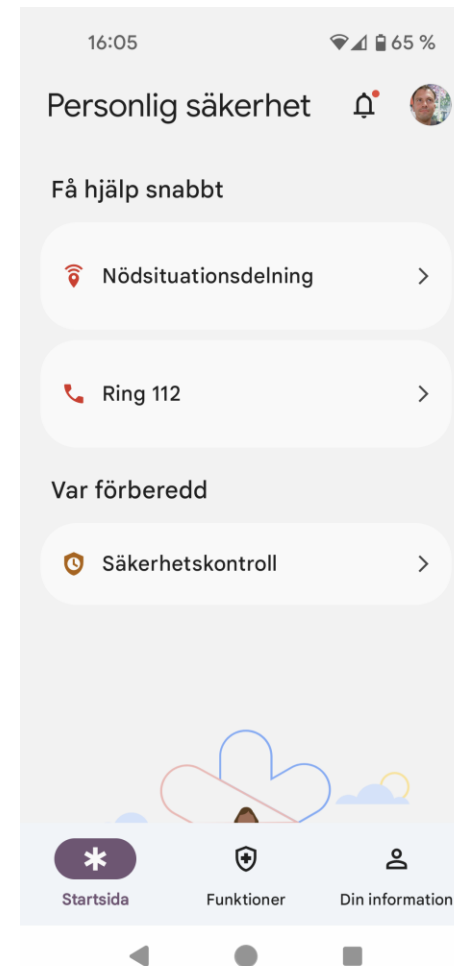 16:05
65 %
Personlig säkerhet
Få hjälp snabbt
Nödsituationsdelning
Ring 112
Var förberedd
Säkerhetskontroll
Startsida
Funktioner
Din information